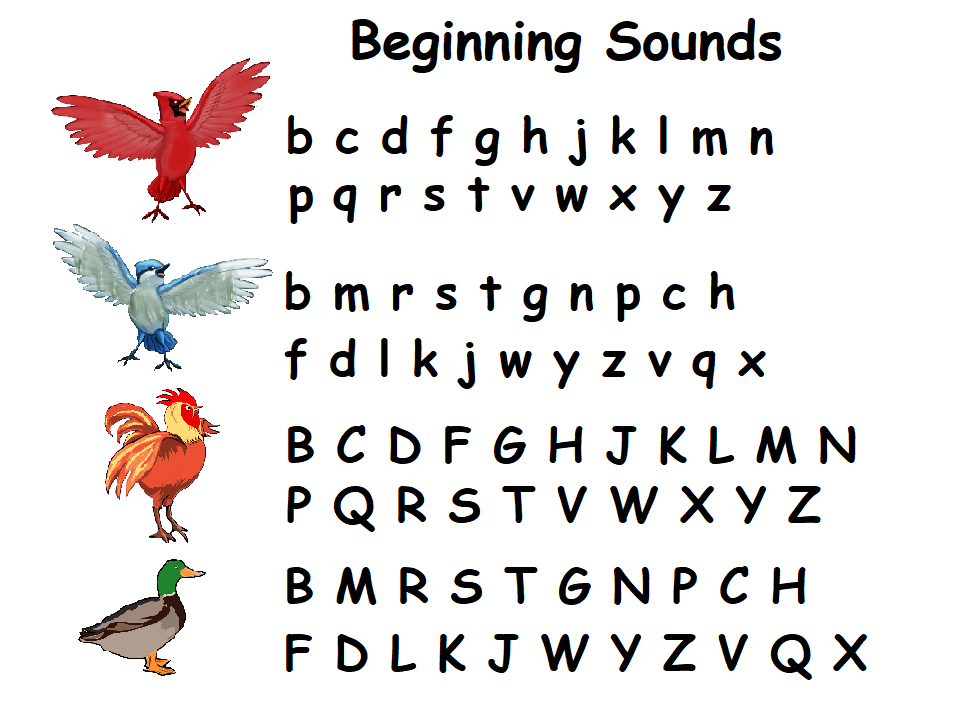 Beginning Sounds
b c d f g h j k l m n
p q r s t v w x y z
b m r s t g n p c h
f d l k j w y z v q x
B C D F G H J K L M N
P Q R S T V W X Y Z
B M R S T G N P C H
F D L K J W Y Z V Q X